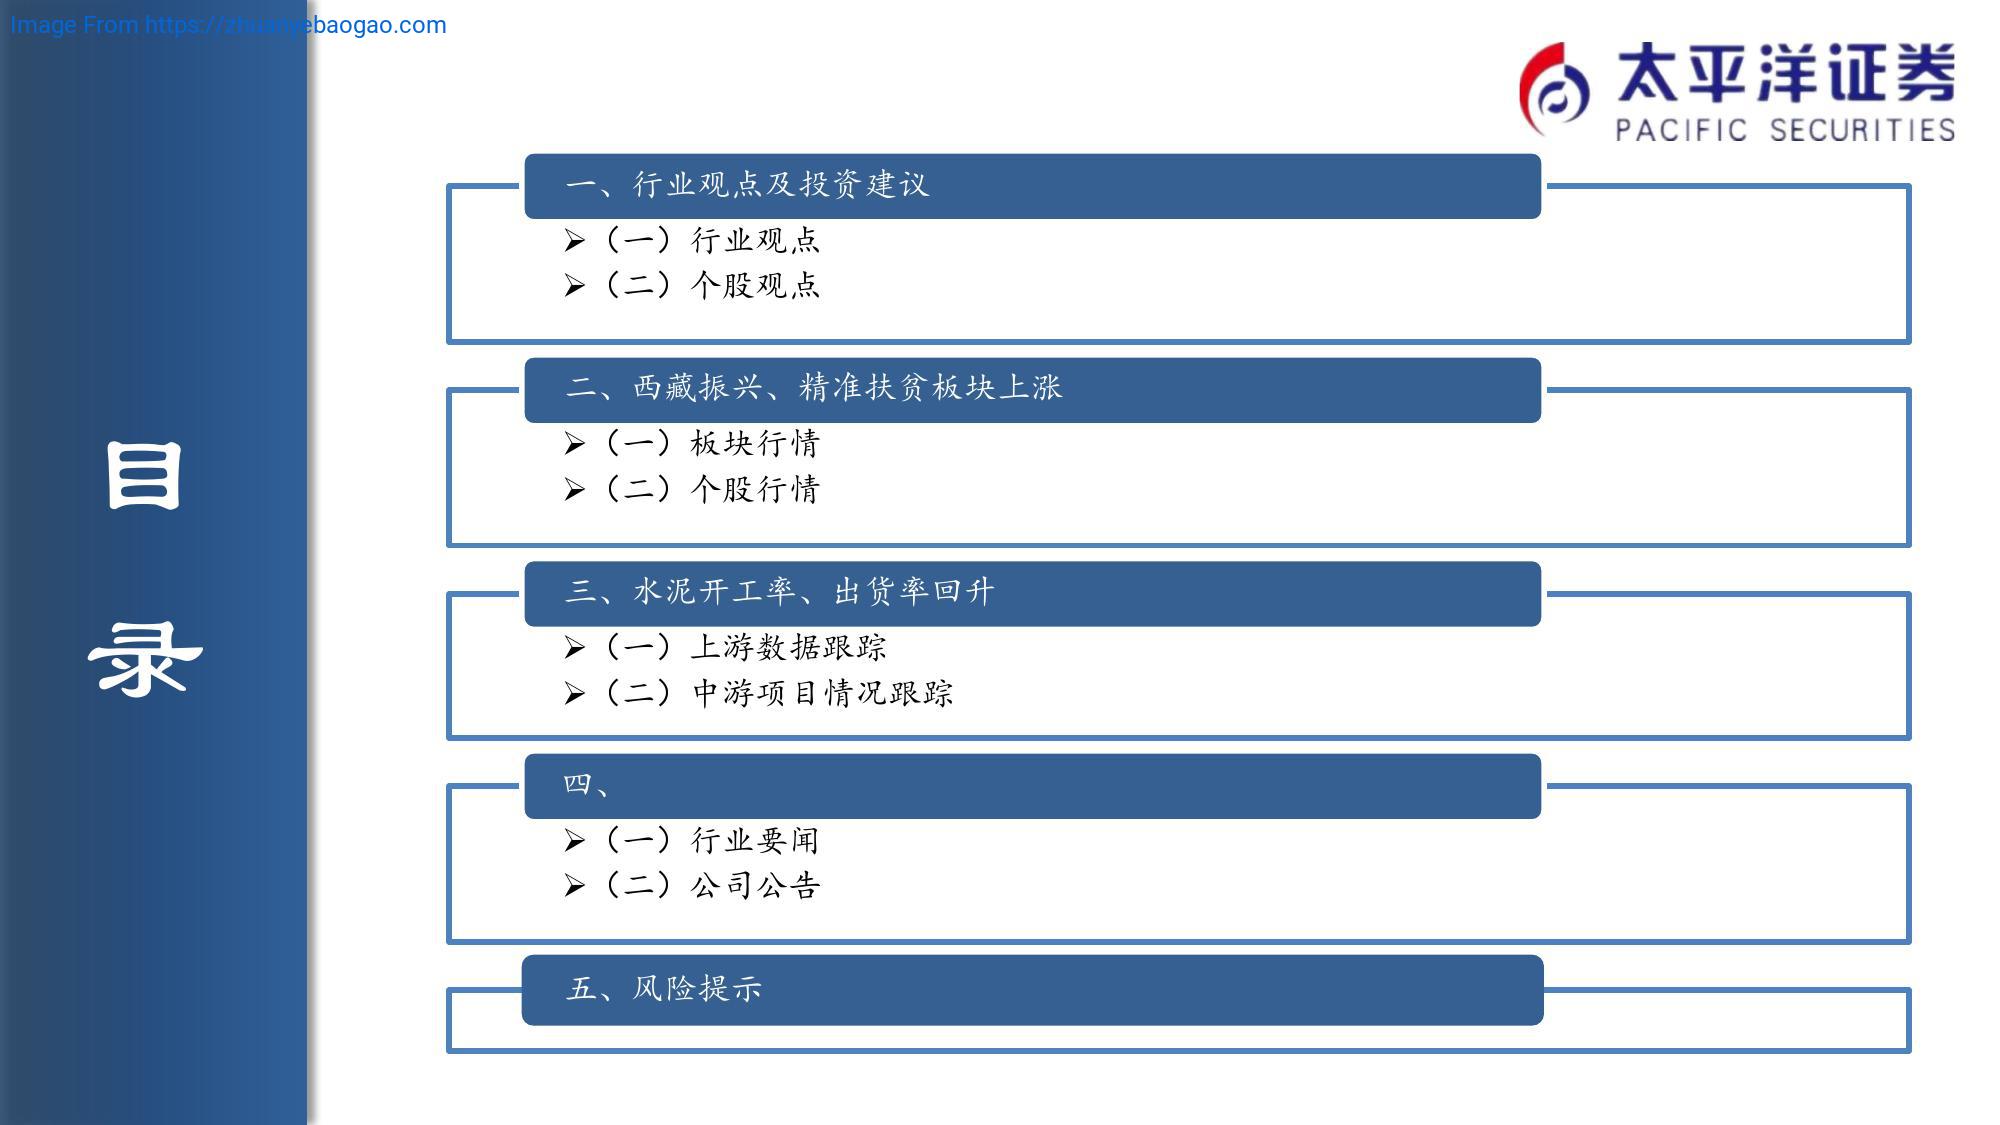 Image From https://zhuanyebaogao.com
太平洋证券
PACIFIC SECURITIES
目
录
一、行业观点及投资建议
➢（一）行业观点
➢（二）个股观点
二、西藏振兴、精准扶贫板块上涨
➢（一）板块行情
➢（二）个股行情
三、水泥开工率、出货率回升
➢（一）上游数据跟踪
➢（二）中游项目情况跟踪
四、
➢（一）行业要闻
➢（二）公司公告
五、风险提示